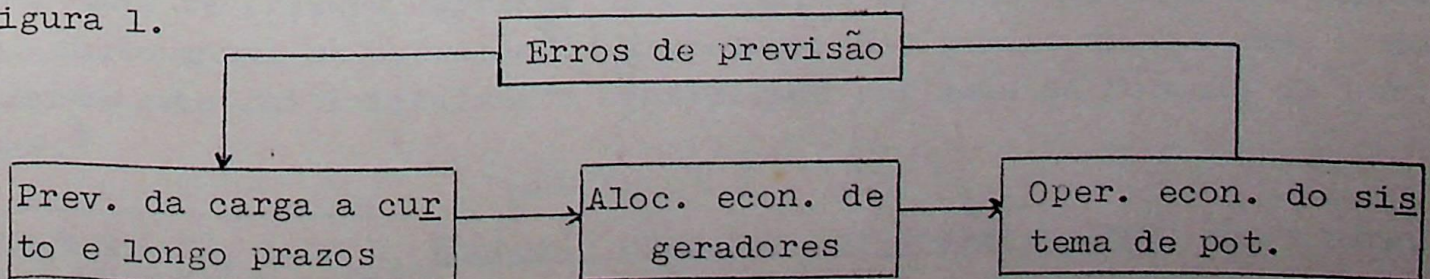 igura 1.
Erros de previsão
Prev. da carga a cur
to e longo prazos
Aloc. econ. de
geradores
Oper. econ. do sis
tema de pot.